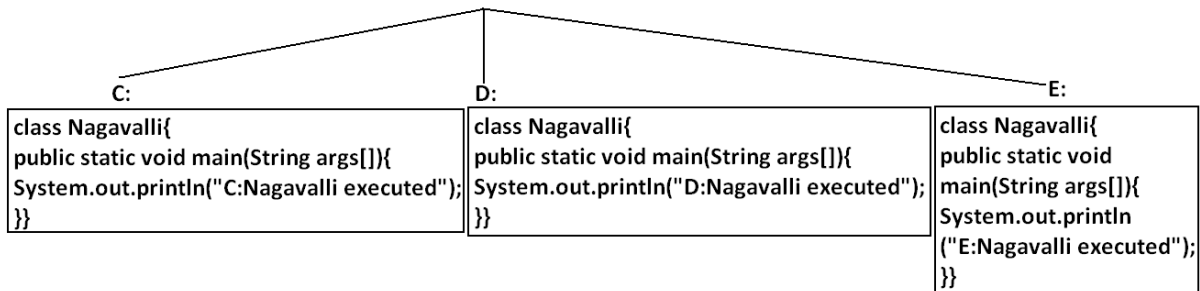 C:
class Nagavalli{
public static void main(String args[]){
System.out.println("C:Nagavalli executed");
}}
D:
class Nagavalli{
public static void main(String args[]){
System.out.println("D:Nagavalli executed");
}}
E:
class Nagavalli{
public static void
main(String args[]){
System.out.println
("E:Nagavalli executed");
}}